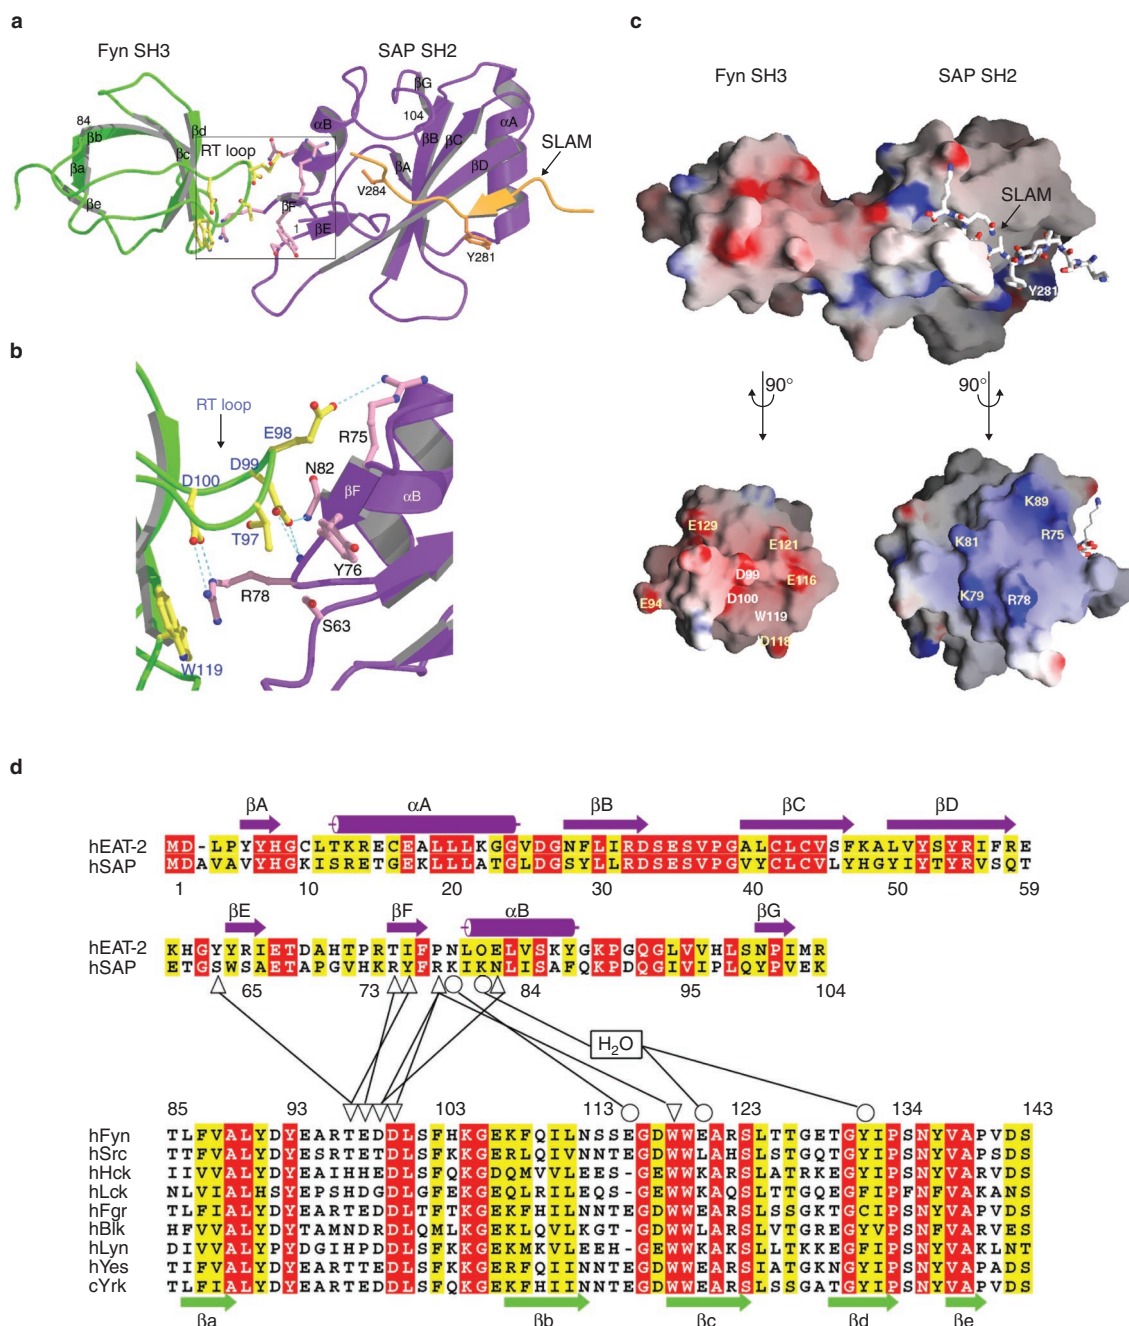 a
Fyn SH3
SAP SH2
84
βb
βd
βa
βc
RT loop
βe
αB
βG
104
βB
βC
αA
βA
βD
SLAM
V284
βF
1
βE
Y281
b
RT loop
E98
R75
D99
N82
D100
βF
αB
T97
Y76
R78
S63
W119
c
Fyn SH3
SAP SH2
SLAM
Y281
90°
90°
E129
E121
D99
E116
E94
D100
W119
D118
K89
K81
R75
K79
R78
d
βA αA βB βC βD
hEAT-2 MD-LPYYHGCLTKRECEALLLKGGVDGNFLIRDSESVPGALCLCVSFKALVYSYRIFRE
hSAP MDAVAVYHGKISRETGEKLLLATGLDGSYLLRDSESVPGVYCLCVLYHGYIYTYRVSQT
1 10 20 30 40 50 59
βE βF αB βG
hEAT-2 KHGYYRIETDAHTPRTIFPNLQELVSKYGKPGQGLVVHLSNPIMR
hSAP ETGSWSAETAPGVHKRYFRKIKNLISAFQKPDQGIVIPLQYPVEK
65 73 84 95 104
H2O
85 93 103 113 123 134 143
hFyn TLFVALYDYEARTEDDLSFHKGEKFQILNSSEGDWWEARSLTTGETGYIPSNYVAPVDS
hSrc TTFVALYDYESRTETDLSFKKGERLQIVNNTEGDWWLAHSLSTGQTGYIPSNYVAPSDS
hHck IIVVALYDYEAIHHEDLSFQKGDQMVVLEES-GEWWKARSLATRKEGYIPSNYVARVDS
hLck NLVIALHSYEPSHDGDLGFEKGEQLRILEQS-GEWWKAQSLTTGQEGFIPFNFVAKANS
hFgr TLFIALYDYEARTEDDLTFTKGEKFHILNNTEGDWWEARSLSSGKTGCIPSNYVAPVDS
hBlk HFVVALYDYTAMNDRDLQMLKGEKLQVLKGT-GDWWLARSLVTGREGYVPSNFVARVES
hLyn DIVVALYPYDGIHPDDLSFKKGEKMKVLEEH-GEWWKAKSLLTKKEGFIPSNYVAKLNT
hYes TIFVALYDYEARTTEDLSFKKGERFQIINNTEGDWWEARSIATGKNGYIPSNYVAPADS
cYrk TLFIALYDYEARTEDDLSFQKGERFHIINNTEGDWWEARSLSSGATGYIPSNYVAPVDS
βa βb βc βd βe